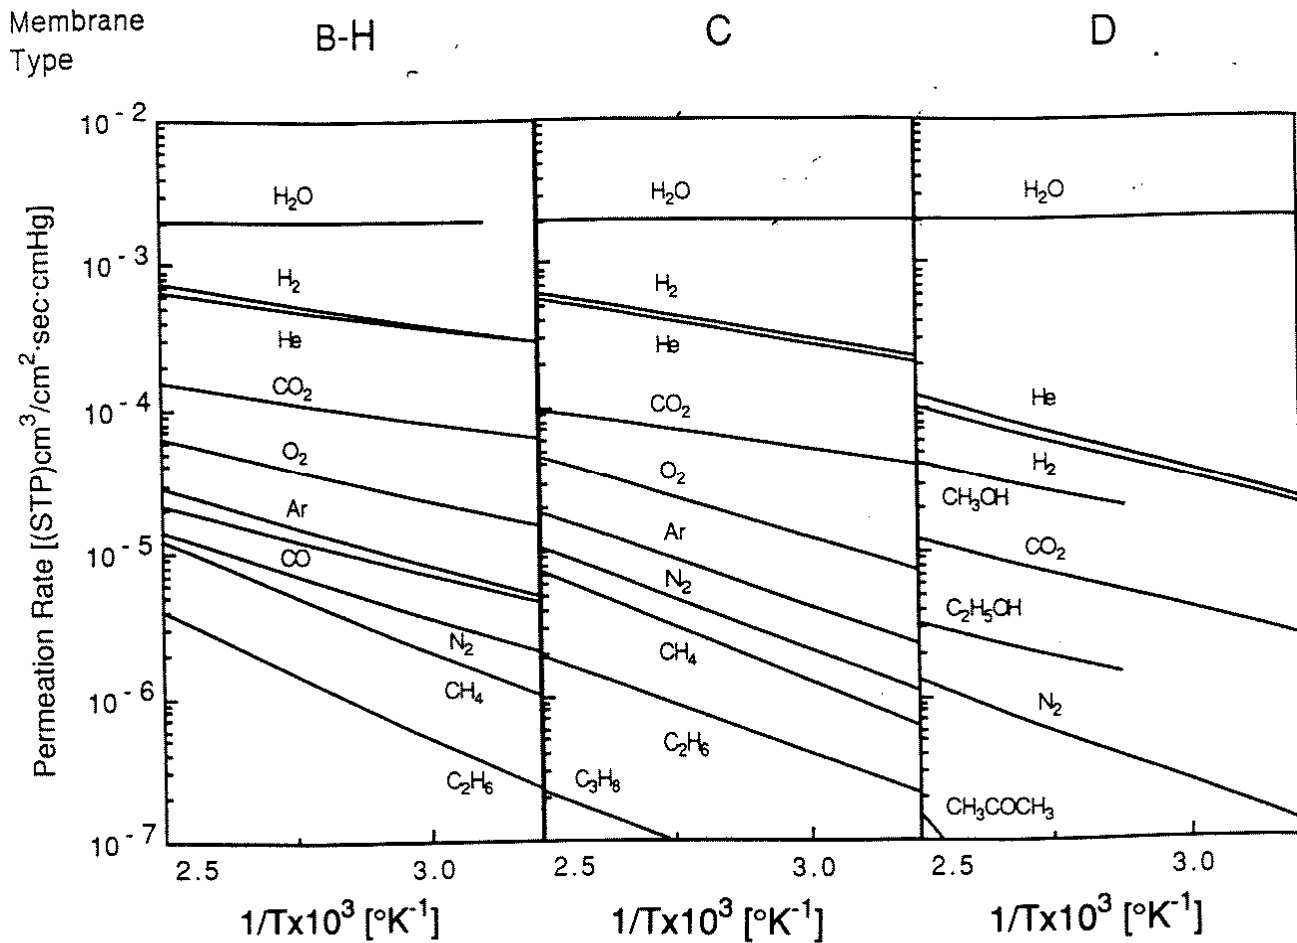 Membrane
Type
B-H
C
D
Permeation Rate [(STP)cm³/cm²·sec·cmHg]
10⁻²
10⁻³
10⁻⁴
10⁻⁵
10⁻⁶
10⁻⁷
H₂O
H₂
He
CO₂
O₂
Ar
CO
N₂
CH₄
C₂H₆
H₂O
H₂
He
CO₂
O₂
Ar
N₂
CH₄
C₂H₆
C₃H₈
H₂O
He
H₂
CH₃OH
CO₂
C₂H₅OH
N₂
CH₃COCH₃
2.5
3.0
2.5
3.0
2.5
3.0
1/Tx10³ [°K⁻¹]
1/Tx10³ [°K⁻¹]
1/Tx10³ [°K⁻¹]